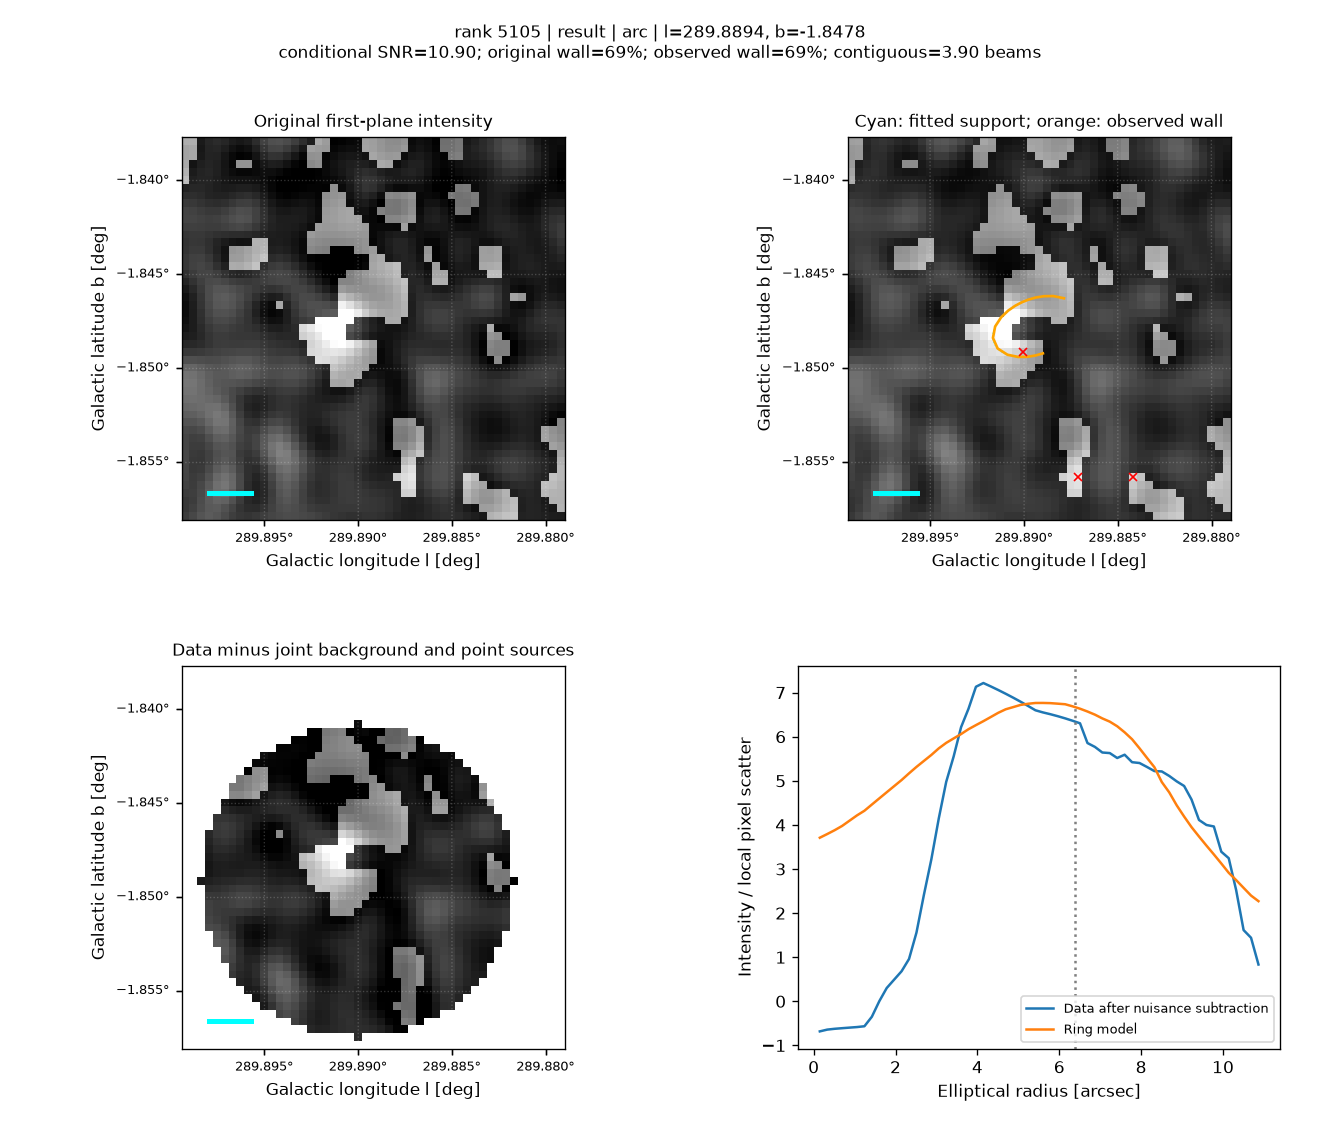 rank 5105 | result | arc | l=289.8894, b=-1.8478
conditional SNR=10.90; original wall=69%; observed wall=69%; contiguous=3.90 beams
Original first-plane intensity
−1.840°
−1.845°
−1.850°
−1.855°
Galactic latitude b [deg]
289.895° 289.890° 289.885° 289.880°
Galactic longitude l [deg]
Cyan: fitted support; orange: observed wall
−1.840°
−1.845°
−1.850°
−1.855°
Galactic latitude b [deg]
289.895° 289.890° 289.885° 289.880°
Galactic longitude l [deg]
Data minus joint background and point sources
−1.840°
−1.845°
−1.850°
−1.855°
Galactic latitude b [deg]
289.895° 289.890° 289.885° 289.880°
Galactic longitude l [deg]
7
6
5
4
3
2
1
0
−1
Intensity / local pixel scatter
Data after nuisance subtraction
Ring model
0 2 4 6 8 10
Elliptical radius [arcsec]